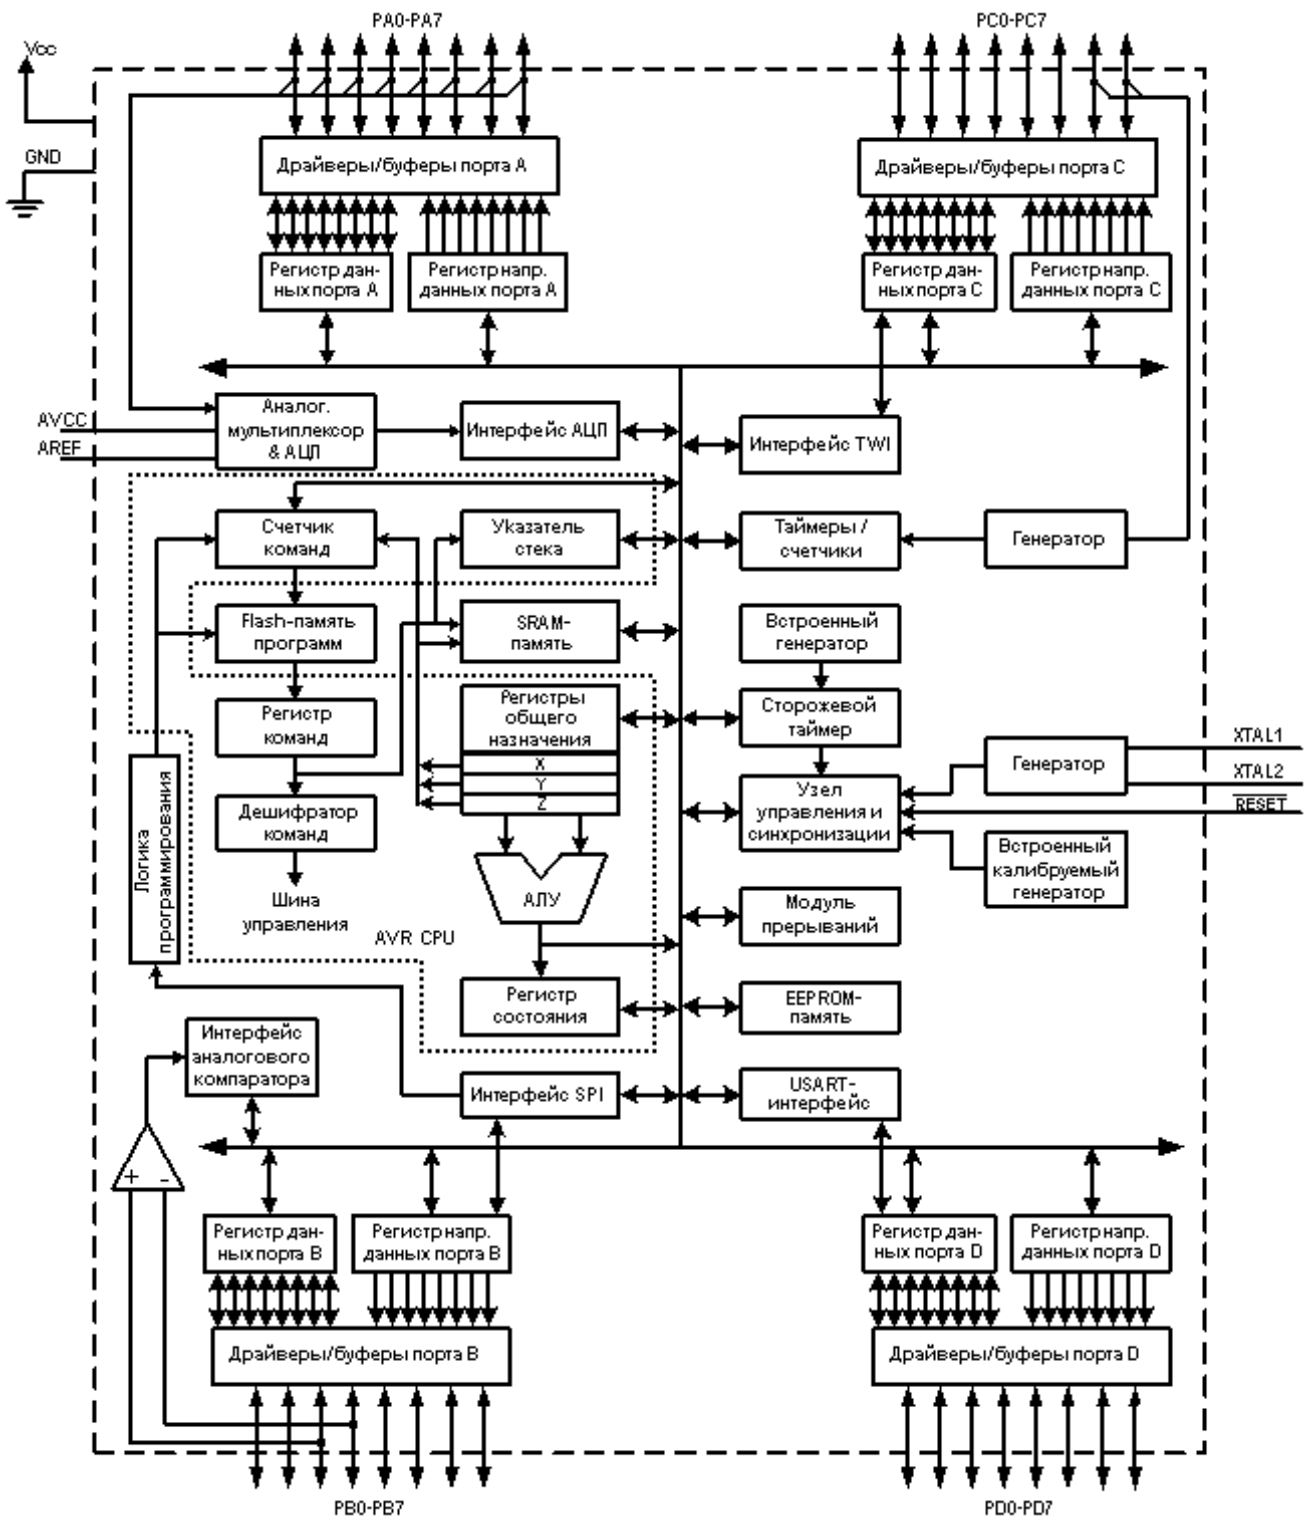 PA0-PA7
PC0-PC7
Vcc
GND
Драйверы/буферы порта A
Драйверы/буферы порта C
Регистр дан-
ных порта A
Регистр напр.
данных порта A
Регистр дан-
ных порта C
Регистр напр.
данных порта C
AVCC
AREF
Аналог.
мультиплексор
& АЦП
Интерфейс АЦП
Интерфейс TWI
Счетчик
команд
Указатель
стека
Таймеры /
счетчики
Генератор
Flash-память
программ
SRAM-
память
Встроенный
генератор
Регистр
команд
Регистры
общего
назначения
X
Y
Z
Сторожевой
таймер
Генератор
XTAL1
XTAL2
RESET
Логика
программирования
Дешифратор
команд
Узел
управления и
синхронизации
Встроенный
калибруемый
генератор
Шина
управления
АЛУ
Модуль
прерываний
AVR CPU
Регистр
состояния
EEPROM-
память
Интерфейс
аналогового
компаратора
Интерфейс SPI
USART-
интерфейс
+ -
Регистр дан-
ных порта B
Регистр напр.
данных порта B
Регистр дан-
ных порта D
Регистр напр.
данных порта D
Драйверы/буферы порта B
Драйверы/буферы порта D
PB0-PB7
PD0-PD7